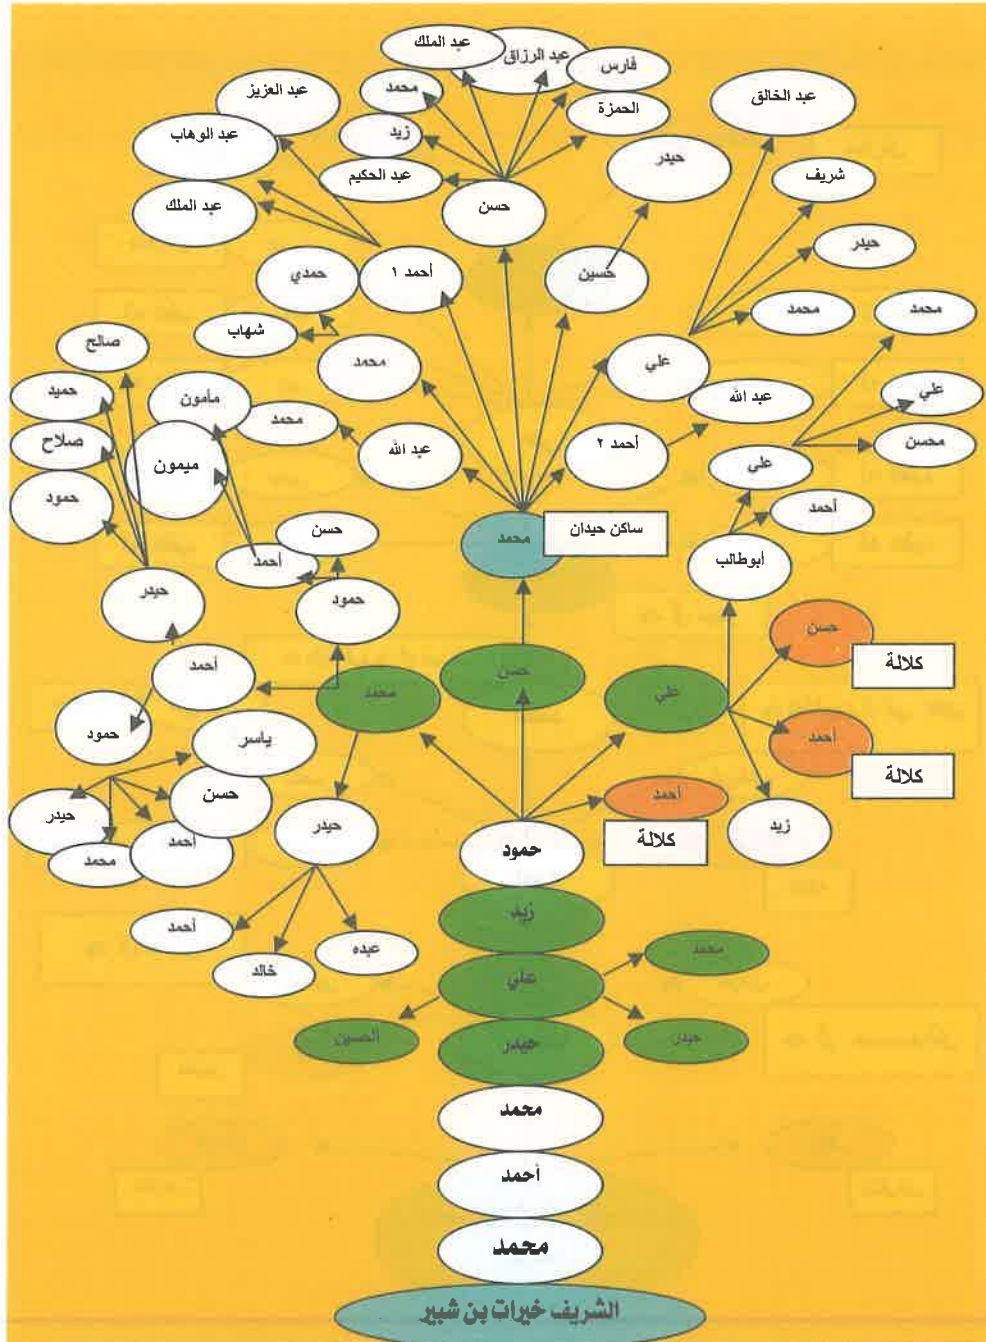 عبد الملك
عبد الرزاق
فارس
عبد العزيز
محمد
الحمزة
عبد الخالق
عبد الوهاب
زيد
حيدر
عبد الحكيم
شريف
عبد الملك
حسن
حيدر
حمدي
أحمد ١
حسين
محمد
محمد
شهاب
صالح
محمد
علي
عبد الله
علي
حميد
مأمون
محمد
صلاح
ميمون
عبد الله
أحمد ٢
محسن
علي
حمود
أحمد
حسن
محمد
ساكن حيدان
أحمد
أبوطالب
حيدر
حمود
حسن
كلالة
أحمد
محمد
حسن
علي
حمود
ياسر
أحمد
كلالة
حسن
أحمد
حيدر
حيدر
كلالة
زيد
محمد
أحمد
حمود
أحمد
زيد
عبده
محمد
خالد
علي
الحسين
حيدر
حيدر
محمد
أحمد
محمد
الشريف خيرات بن شبير